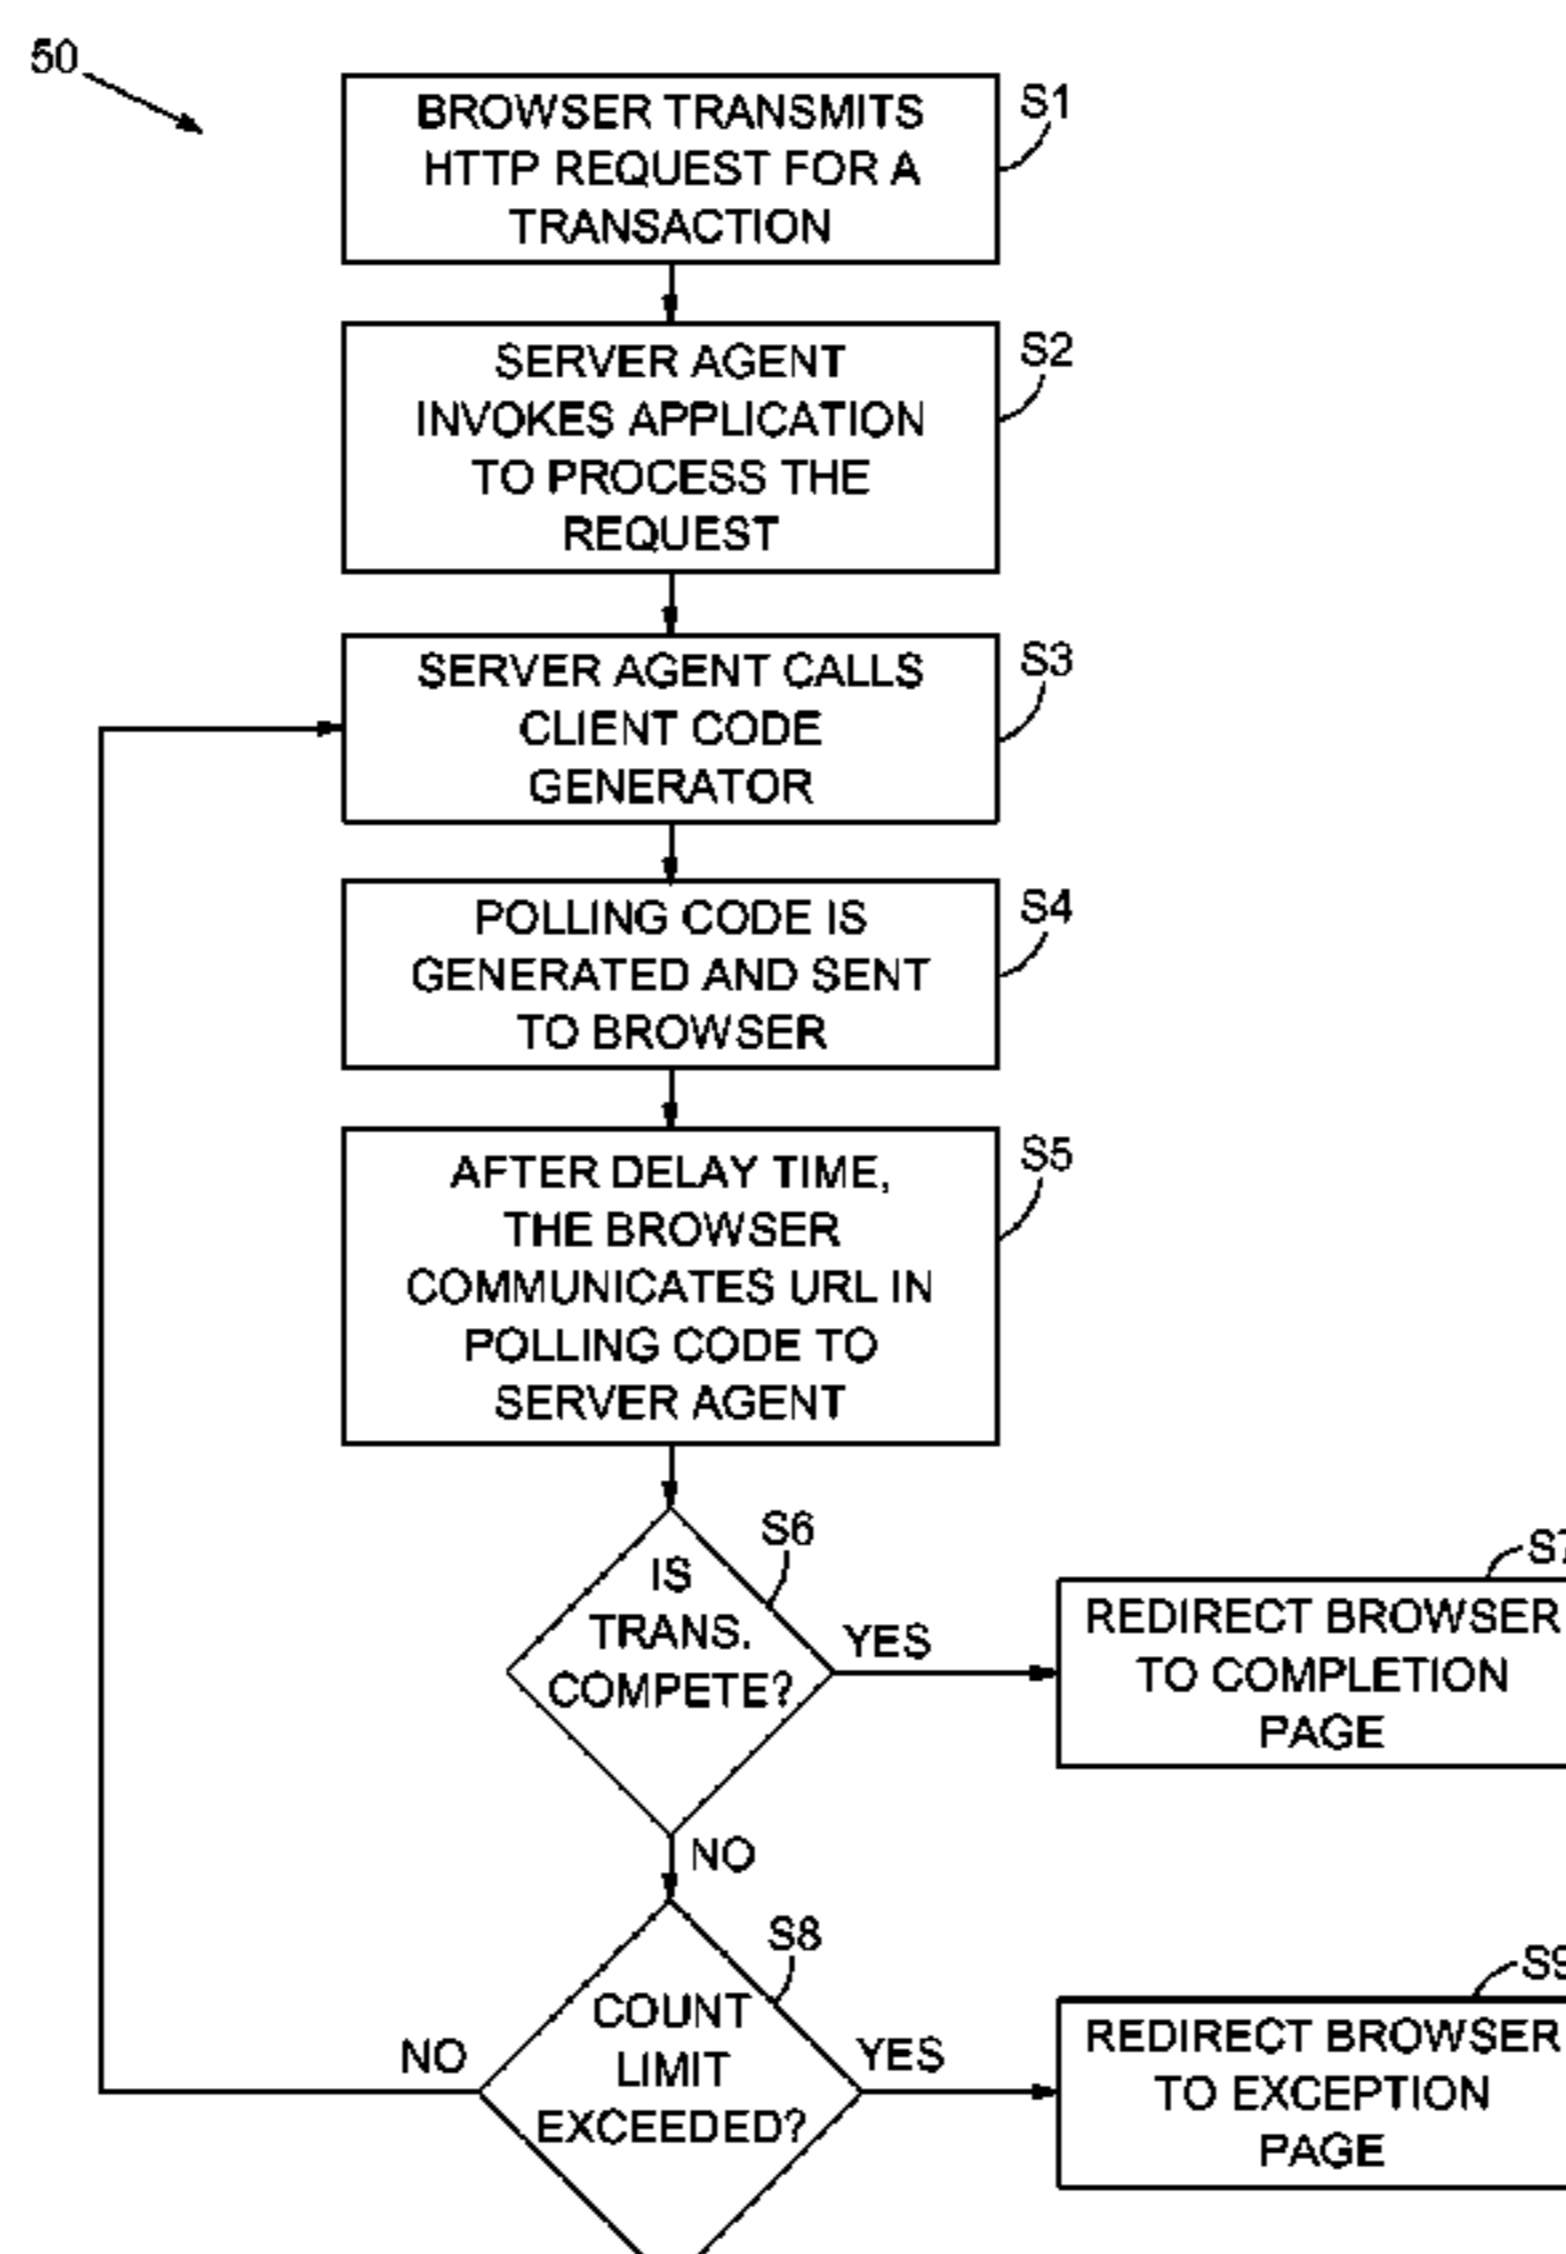 50
BROWSER TRANSMITS
HTTP REQUEST FOR A
TRANSACTION
S1
SERVER AGENT
INVOKES APPLICATION
TO PROCESS THE
REQUEST
S2
SERVER AGENT CALLS
CLIENT CODE
GENERATOR
S3
POLLING CODE IS
GENERATED AND SENT
TO BROWSER
S4
AFTER DELAY TIME,
THE BROWSER
COMMUNICATES URL IN
POLLING CODE TO
SERVER AGENT
S5
IS
TRANS.
COMPETE?
S6
YES
S7
REDIRECT BROWSER
TO COMPLETION
PAGE
NO
COUNT
LIMIT
EXCEEDED?
S8
NO
YES
S9
REDIRECT BROWSER
TO EXCEPTION
PAGE